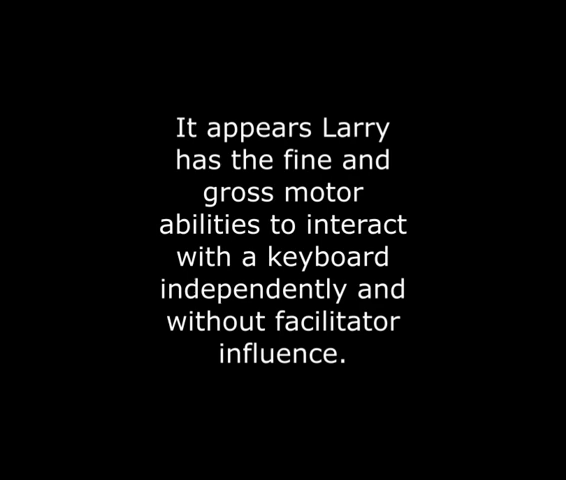 It appears Larry
has the fine and
gross motor
abilities to interact
with a keyboard
independently and
without facilitator
influence.